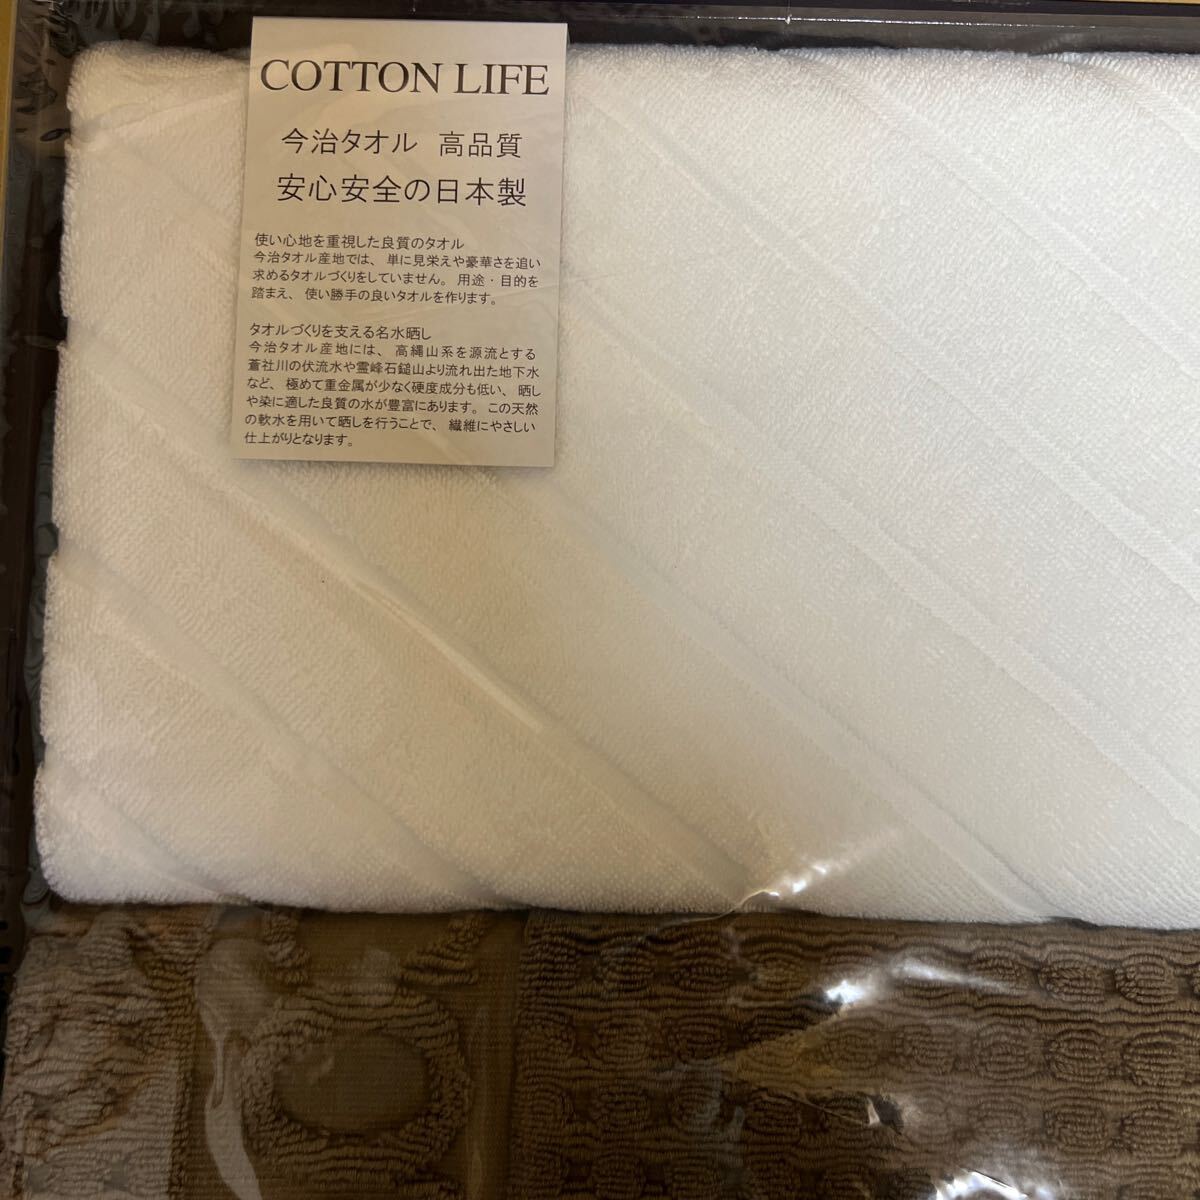 COTTON LIFE
今治タオル 高品質
安心安全の日本製
使い心地を重視した良質のタオル
今治タオル産地では、単に見栄えや豪華さを追い
求めるタオルづくりをしていません。用途・目的を
踏まえ、使い勝手の良いタオルを作ります。
タオルづくりを支える名水晒し
今治タオル産地には、高縄山系を源流とする
蒼社川の伏流水や霊峰石鎚山より流れ出た地下水
など、極めて重金属が少なく硬度成分も低い、晒し
や染に適した良質の水が豊富にあります。この天然
の軟水を用いて晒しを行うことで、繊維にやさしい
仕上がりとなります。